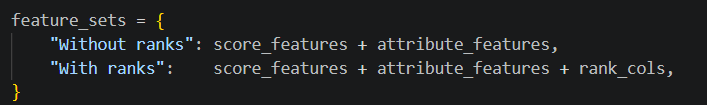 feature_sets = {
    "Without ranks": score_features + attribute_features,
    "With ranks":    score_features + attribute_features + rank_cols,
}